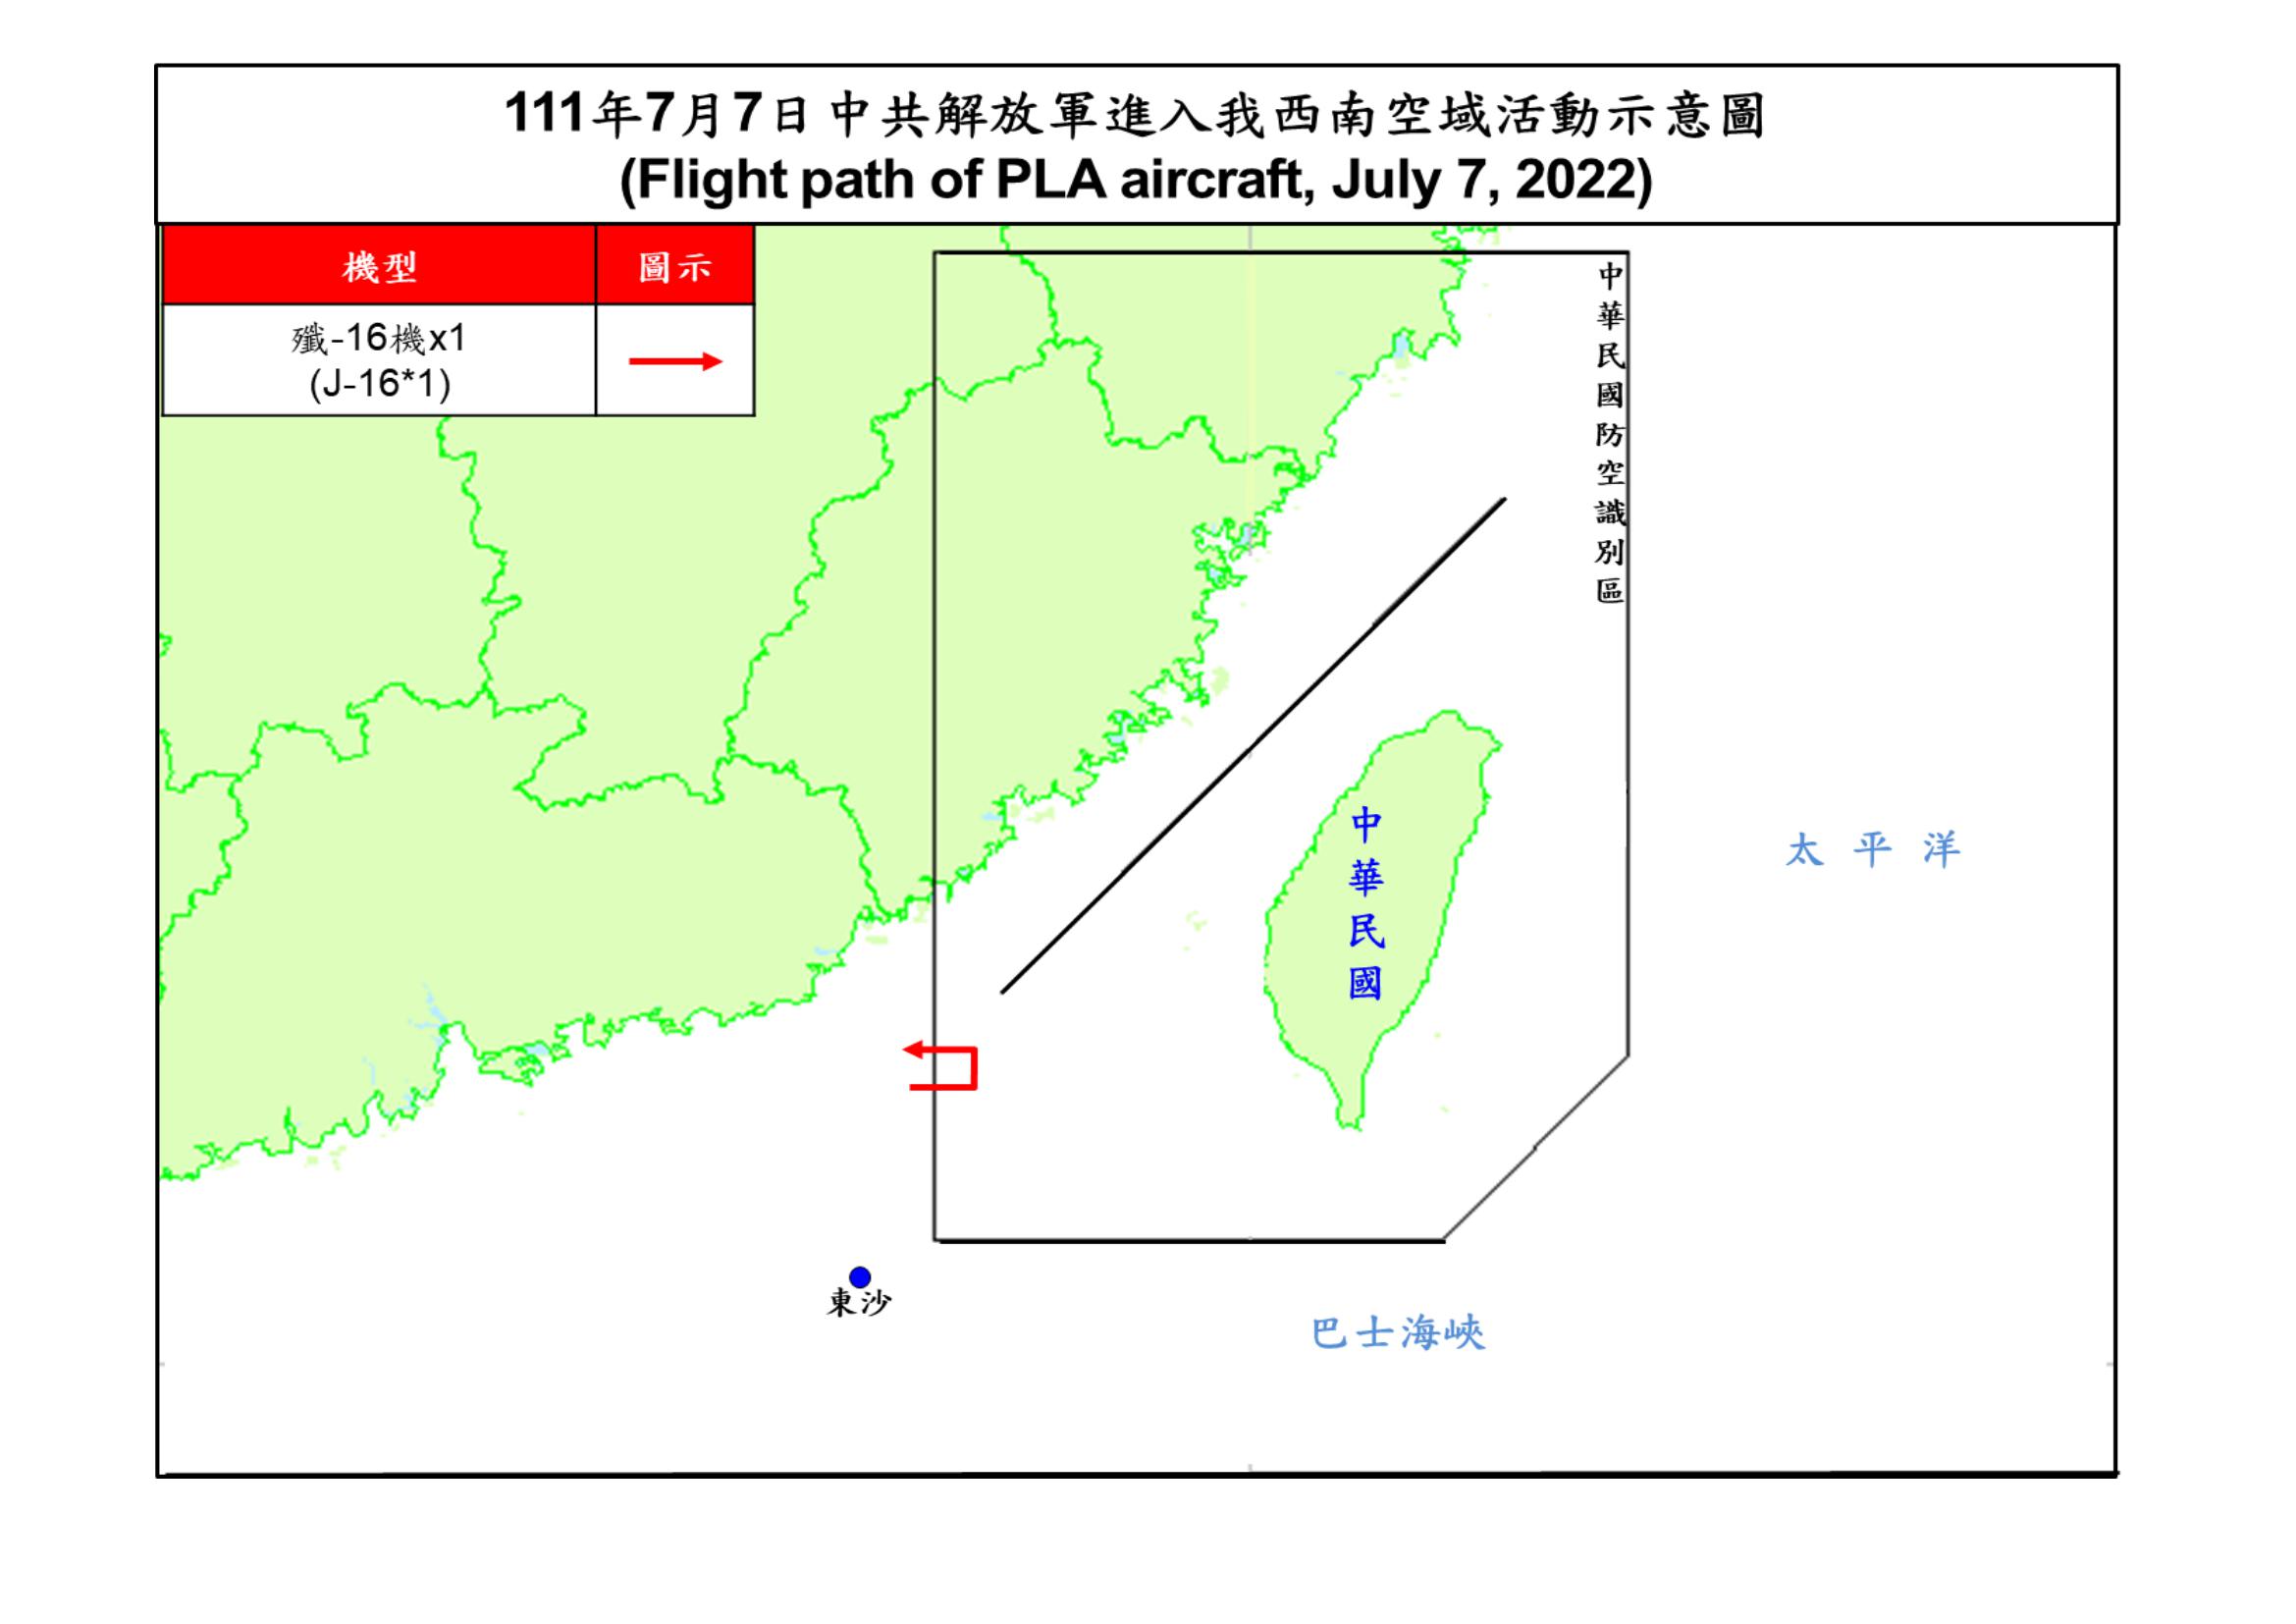 111年7月7日中共解放軍進入我西南空域活動示意圖
(Flight path of PLA aircraft, July 7, 2022)
機型
圖示
殲-16機x1
(J-16*1)
中華民國防空識別區
中華民國
太平洋
東沙
巴士海峽